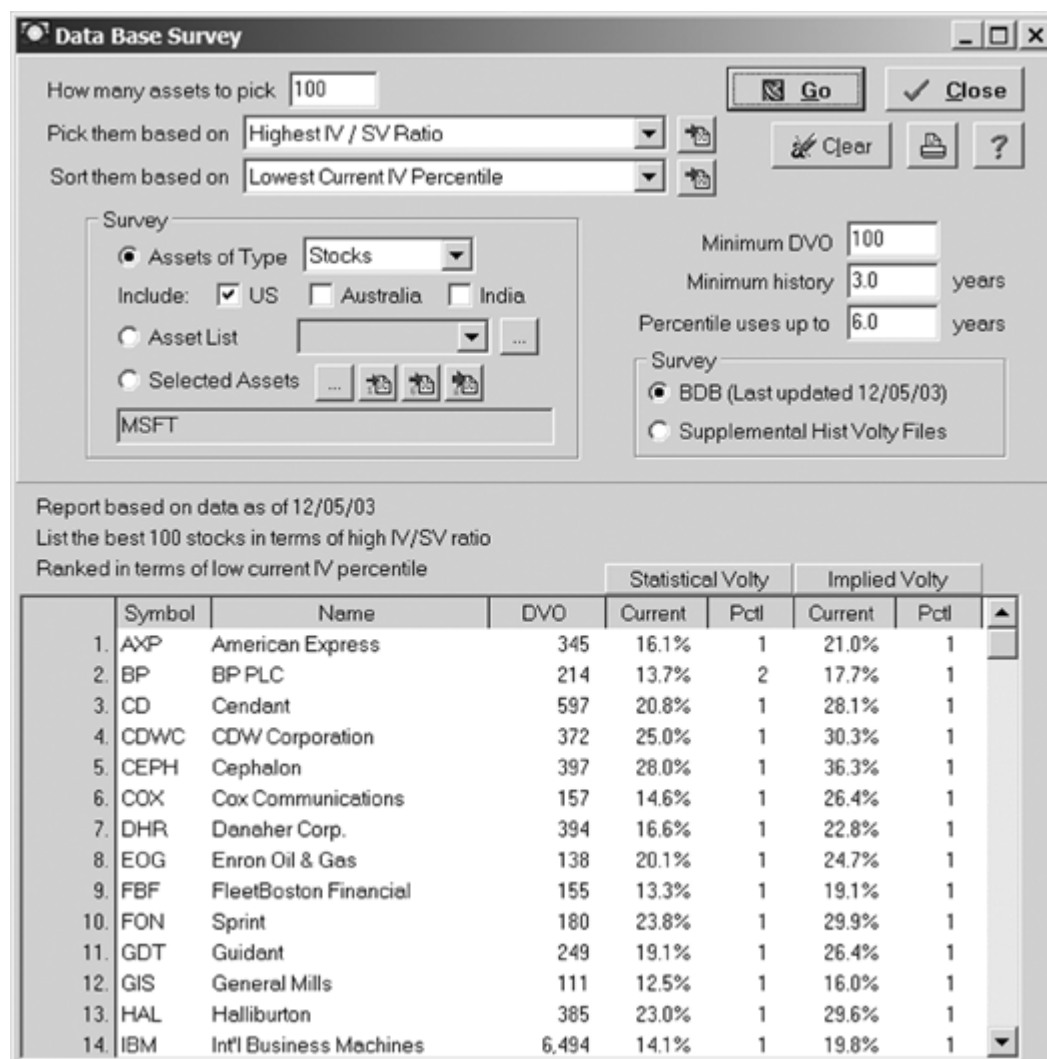 Data Base Survey
How many assets to pick 100 Go Close
Pick them based on Highest IV / SV Ratio Clear ?
Sort them based on Lowest Current IV Percentile
Survey
Assets of Type Stocks
Include: US Australia India
Asset List ...
Selected Assets ...
MSFT
Minimum DVO 100
Minimum history 3.0 years
Percentile uses up to 6.0 years
Survey
BDB (Last updated 12/05/03)
Supplemental Hist Volty Files
Report based on data as of 12/05/03
List the best 100 stocks in terms of high IV/SV ratio
Ranked in terms of low current IV percentile
Statistical Volty Implied Volty
Symbol Name DVO Current Pctl Current Pctl
1. AXP American Express 345 16.1% 1 21.0% 1
2. BP BP PLC 214 13.7% 2 17.7% 1
3. CD Cendant 597 20.8% 1 28.1% 1
4. CDWC CDW Corporation 372 25.0% 1 30.3% 1
5. CEPH Cephalon 397 28.0% 1 36.3% 1
6. COX Cox Communications 157 14.6% 1 26.4% 1
7. DHR Danaher Corp. 394 16.6% 1 22.8% 1
8. EOG Enron Oil & Gas 138 20.1% 1 24.7% 1
9. FBF FleetBoston Financial 155 13.3% 1 19.1% 1
10. FON Sprint 180 23.8% 1 29.9% 1
11. GDT Guidant 249 19.1% 1 26.4% 1
12. GIS General Mills 111 12.5% 1 16.0% 1
13. HAL Halliburton 385 23.0% 1 29.6% 1
14. IBM Int'l Business Machines 6,494 14.1% 1 19.8% 1